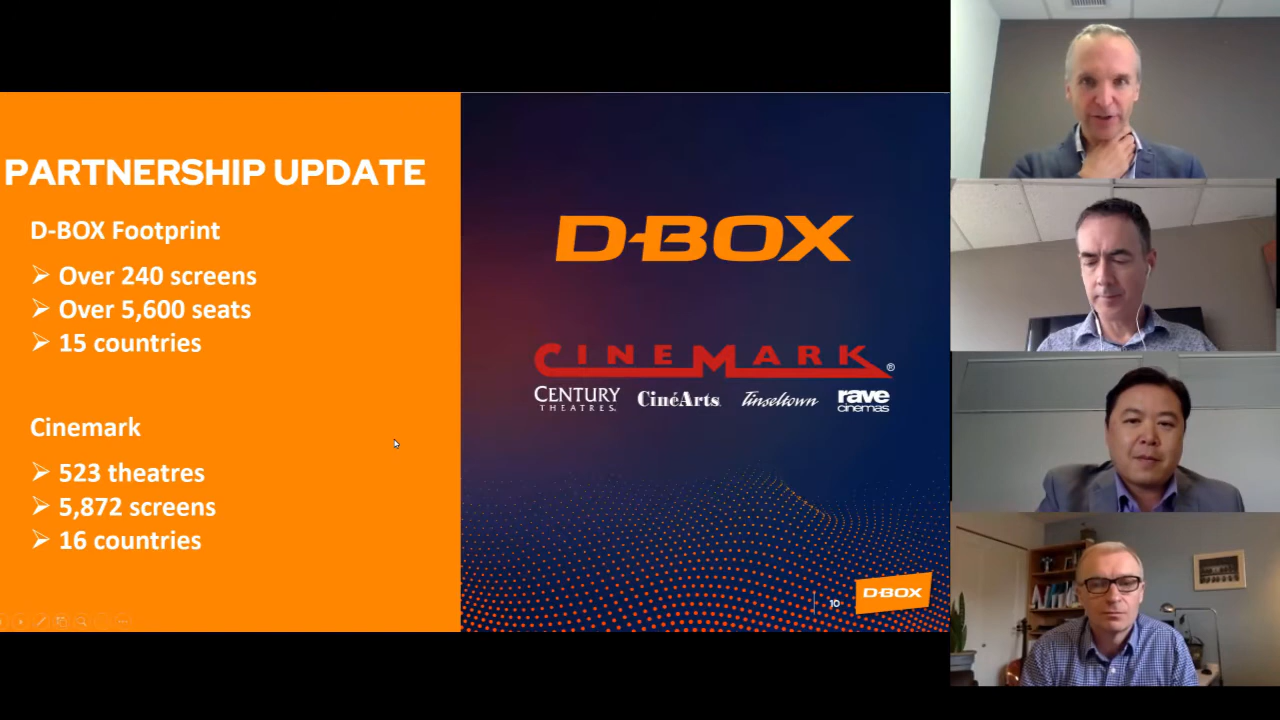 PARTNERSHIP UPDATE
D-BOX Footprint
Over 240 screens
Over 5,600 seats
15 countries
Cinemark
523 theatres
5,872 screens
16 countries
D-BOX
CINEMARK®
CENTURY THEATRES.
CinéArts
Tinseltown
rave cinemas
10
D-BOX